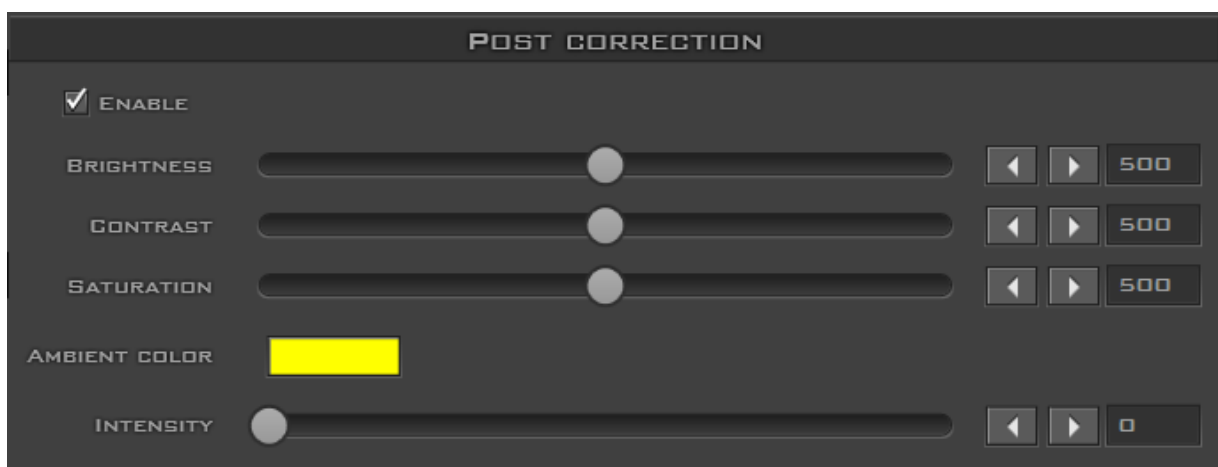 POST CORRECTION
ENABLE
BRIGHTNESS 500
CONTRAST 500
SATURATION 500
AMBIENT COLOR
INTENSITY 0